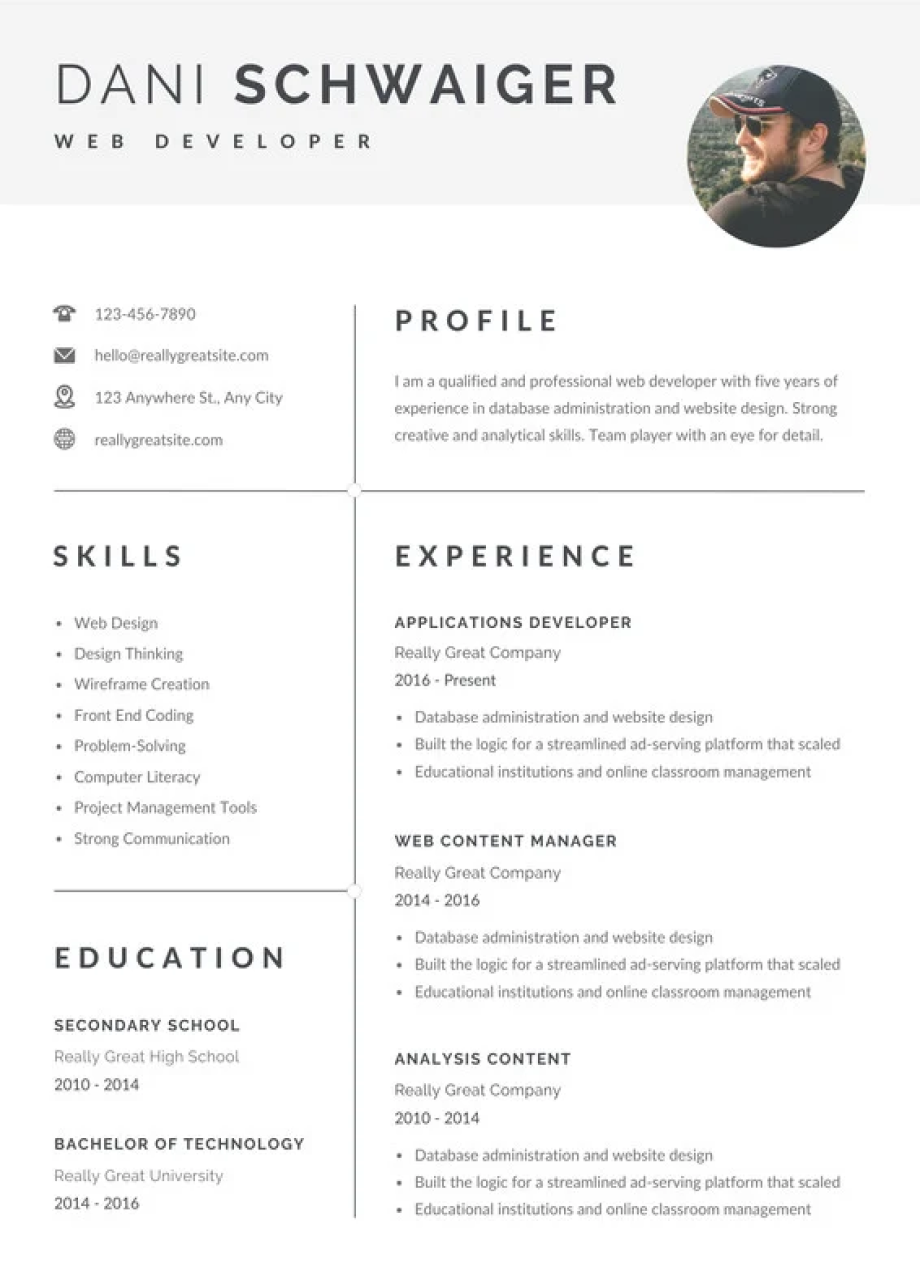 DANI SCHWAIGER
WEB DEVELOPER
123-456-7890
hello@reallygreatsite.com
123 Anywhere St., Any City
reallygreatsite.com
PROFILE
I am a qualified and professional web developer with five years of
experience in database administration and website design. Strong
creative and analytical skills. Team player with an eye for detail.
SKILLS
• Web Design
• Design Thinking
• Wireframe Creation
• Front End Coding
• Problem-Solving
• Computer Literacy
• Project Management Tools
• Strong Communication
EDUCATION
SECONDARY SCHOOL
Really Great High School
2010 - 2014
BACHELOR OF TECHNOLOGY
Really Great University
2014 - 2016
EXPERIENCE
APPLICATIONS DEVELOPER
Really Great Company
2016 - Present
• Database administration and website design
• Built the logic for a streamlined ad-serving platform that scaled
• Educational institutions and online classroom management
WEB CONTENT MANAGER
Really Great Company
2014 - 2016
• Database administration and website design
• Built the logic for a streamlined ad-serving platform that scaled
• Educational institutions and online classroom management
ANALYSIS CONTENT
Really Great Company
2010 - 2014
• Database administration and website design
• Built the logic for a streamlined ad-serving platform that scaled
• Educational institutions and online classroom management